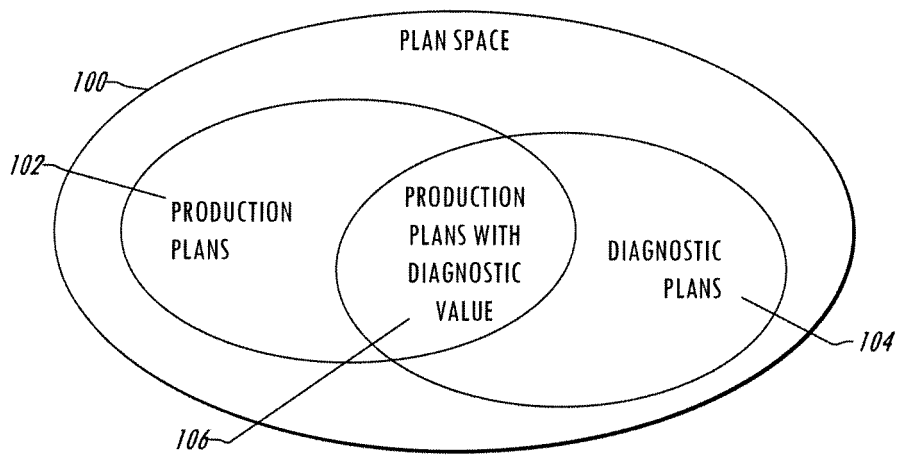 PLAN SPACE
100
102
PRODUCTION
PLANS
PRODUCTION
PLANS WITH
DIAGNOSTIC
VALUE
DIAGNOSTIC
PLANS
104
106